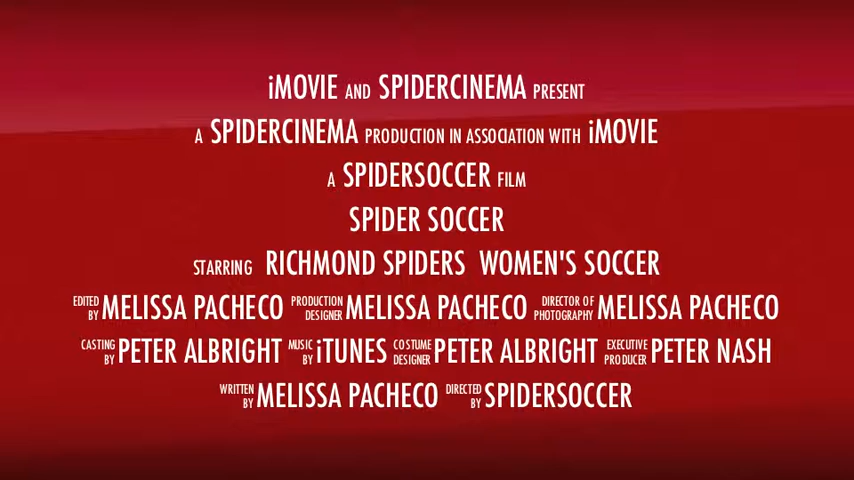 iMOVIE AND SPIDERCINEMA PRESENT
A SPIDERCINEMA PRODUCTION IN ASSOCIATION WITH iMOVIE
A SPIDERSOCCER FILM
SPIDER SOCCER
STARRING RICHMOND SPIDERS WOMEN'S SOCCER
EDITED BY MELISSA PACHECO PRODUCTION DESIGNER MELISSA PACHECO DIRECTOR OF PHOTOGRAPHY MELISSA PACHECO
CASTING BY PETER ALBRIGHT MUSIC BY iTUNES COSTUME DESIGNER PETER ALBRIGHT EXECUTIVE PRODUCER PETER NASH
WRITTEN BY MELISSA PACHECO DIRECTED BY SPIDERSOCCER